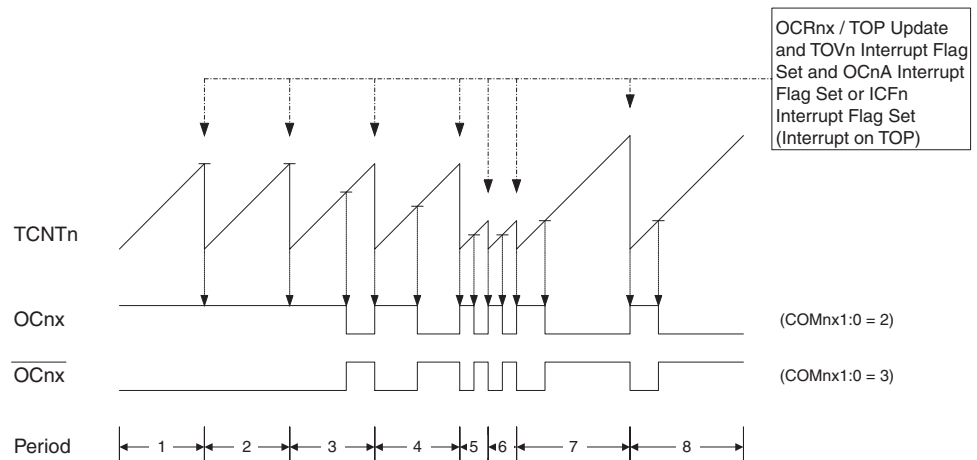 OCRnx / TOP Update
and TOVn Interrupt Flag
Set and OCnA Interrupt
Flag Set or ICFn
Interrupt Flag Set
(Interrupt on TOP)
TCNTn
OCnx
(COMnx1:0 = 2)
OCnx
(COMnx1:0 = 3)
Period
1
2
3
4
5
6
7
8